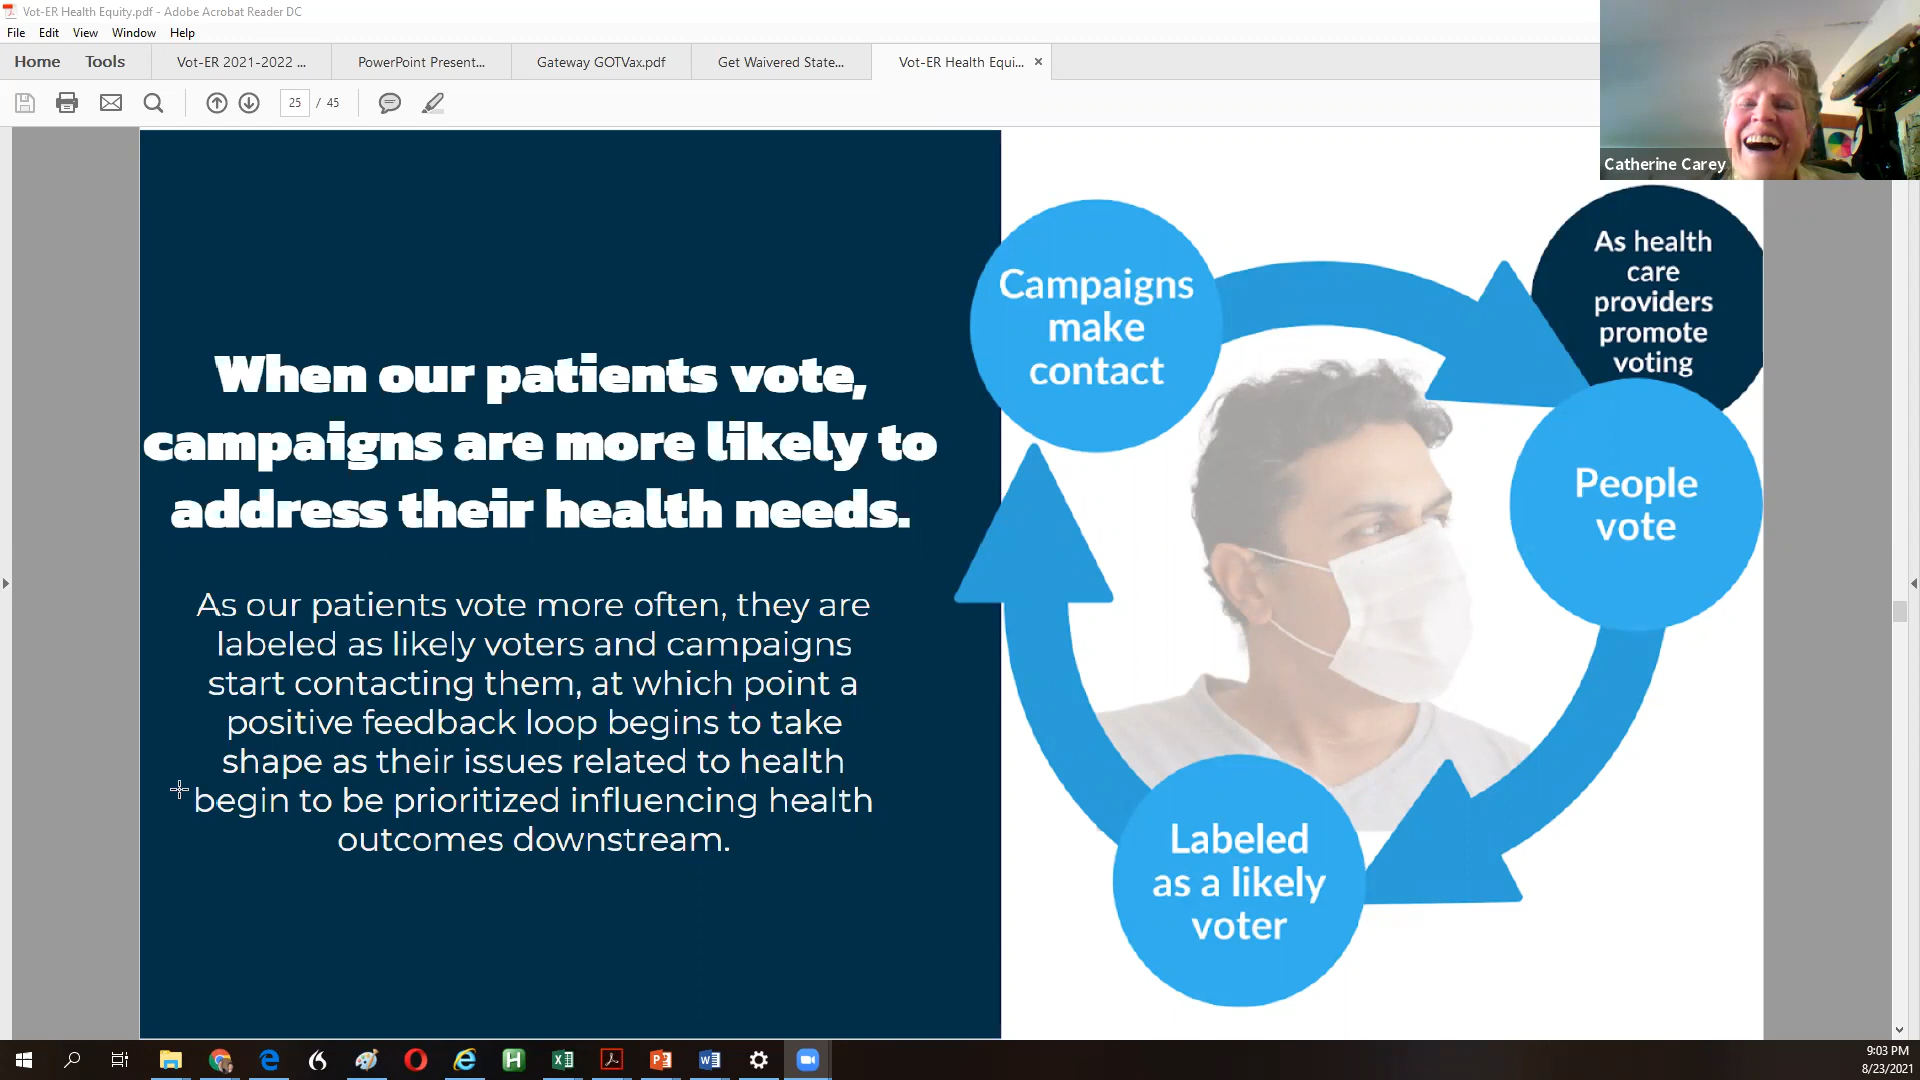 Vot-ER Health Equity.pdf - Adobe Acrobat Reader DC
File Edit View Window Help
Home Tools Vot-ER 2021-2022 ... PowerPoint Present... Gateway GOTVax.pdf Get Waivered State... Vot-ER Health Equi... ×
25 / 45
Catherine Carey
When our patients vote,
campaigns are more likely to
address their health needs.
As our patients vote more often, they are
labeled as likely voters and campaigns
start contacting them, at which point a
positive feedback loop begins to take
shape as their issues related to health
begin to be prioritized influencing health
outcomes downstream.
Campaigns
make
contact
As health
care
providers
promote
voting
People
vote
Labeled
as a likely
voter
9:03 PM
8/23/2021